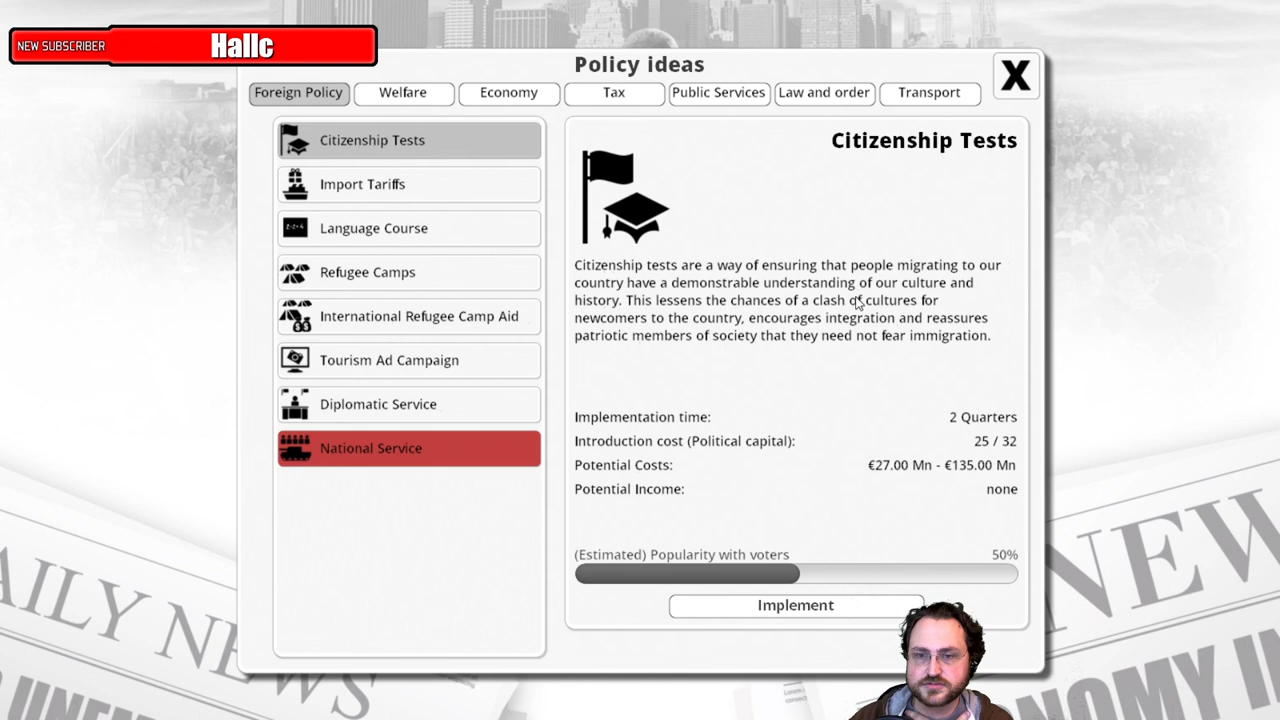 NEW SUBSCRIBER Hallc
Policy ideas
X
Foreign Policy Welfare Economy Tax Public Services Law and order Transport
Citizenship Tests
Import Tariffs
Language Course
Refugee Camps
International Refugee Camp Aid
Tourism Ad Campaign
Diplomatic Service
National Service
Citizenship Tests
Citizenship tests are a way of ensuring that people migrating to our
country have a demonstrable understanding of our culture and
history. This lessens the chances of a clash of cultures for
newcomers to the country, encourages integration and reassures
patriotic members of society that they need not fear immigration.
Implementation time: 2 Quarters
Introduction cost (Political capital): 25 / 32
Potential Costs: €27.00 Mn - €135.00 Mn
Potential Income: none
(Estimated) Popularity with voters 50%
Implement